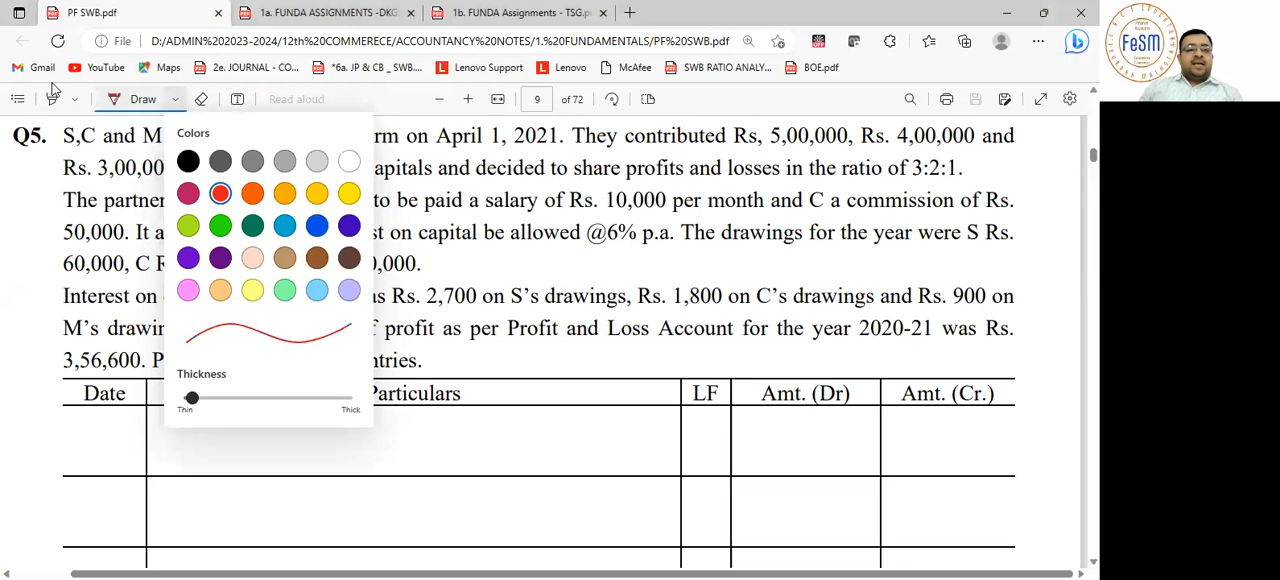 PF SWB.pdf
1a. FUNDA ASSIGNMENTS -DKG.
1b. FUNDA Assignments - TSG.p
File D:/ADMIN%202023-2024/12th%20COMMERCE/ACC
N%20NOTES/1.%20FUNDAMENTALS/PF%20SWB.pdf
OFF
Gmail YouTube Maps 2e. JOURNAL - CO... *6a. JP & CB _ SWB.... Lenovo Support Lenovo McAfee SWB RATIO ANALY... BOE.pdf
Draw Read aloud 9 of 72
FeSM
Colors
Thickness
Thin Thick
Q5. S,C and M rm on April 1, 2021. They contributed Rs, 5,00,000, Rs. 4,00,000 and
Rs. 3,00,00 apitals and decided to share profits and losses in the ratio of 3:2:1.
The partner to be paid a salary of Rs. 10,000 per month and C a commission of Rs.
50,000. It a st on capital be allowed @6% p.a. The drawings for the year were S Rs.
60,000, C R 0,000.
Interest on as Rs. 2,700 on S's drawings, Rs. 1,800 on C's drawings and Rs. 900 on
M's drawin f profit as per Profit and Loss Account for the year 2020-21 was Rs.
3,56,600. P ntries.
Date Particulars LF Amt. (Dr) Amt. (Cr.)